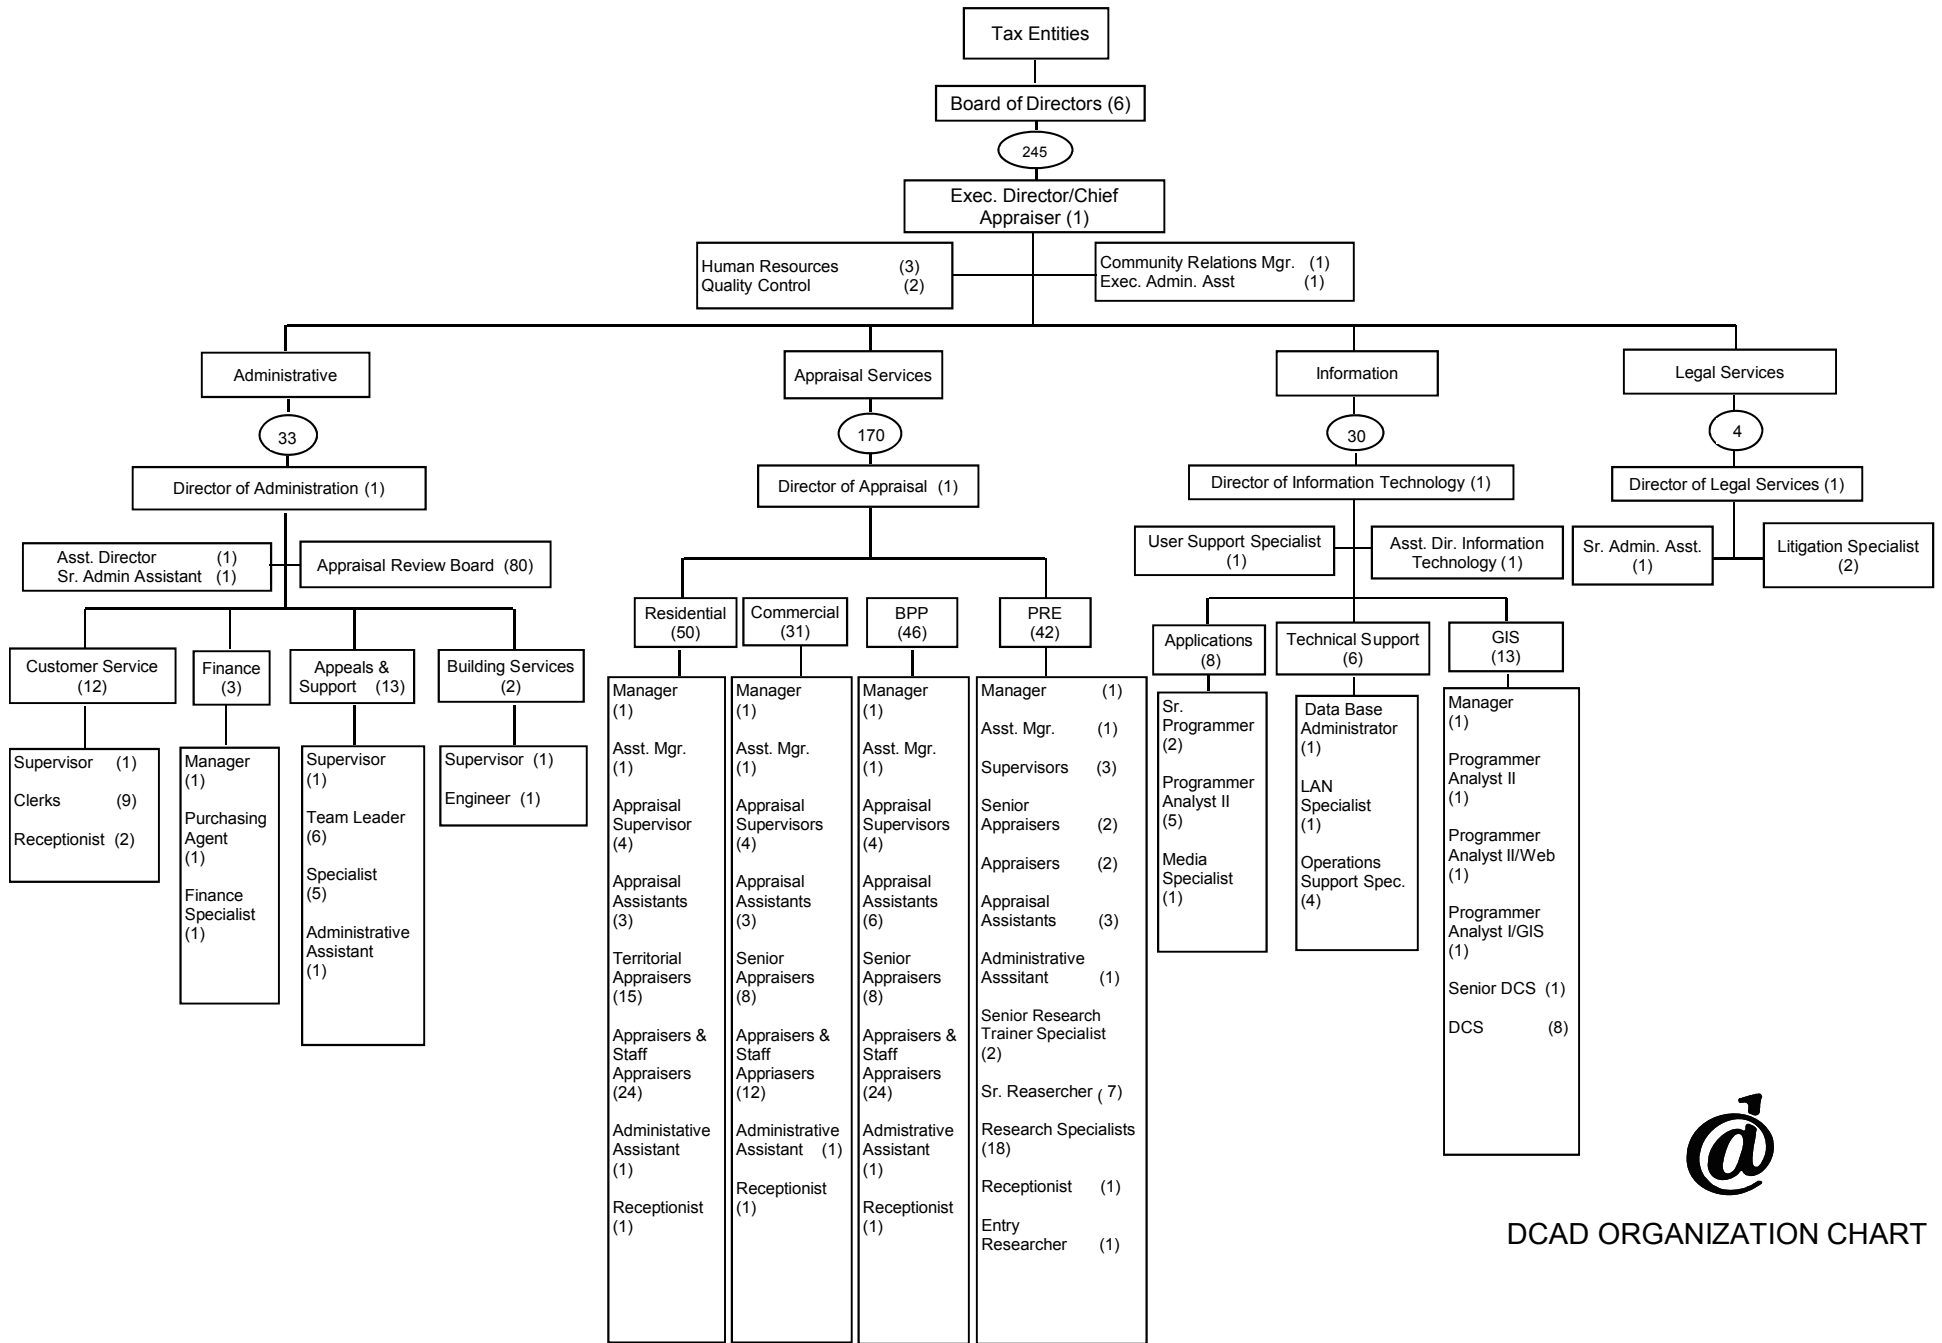 Tax Entities
Board of Directors (6)
245
Exec. Director/Chief
Appraiser (1)
Human Resources (3)
Quality Control (2)
Community Relations Mgr. (1)
Exec. Admin. Asst (1)
Administrative
33
Director of Administration (1)
Asst. Director (1)
Sr. Admin Assistant (1)
Appraisal Review Board (80)
Customer Service
(12)
Supervisor (1)
Clerks (9)
Receptionist (2)
Finance
(3)
Manager
(1)
Purchasing
Agent
(1)
Finance
Specialist
(1)
Appeals &
Support (13)
Supervisor
(1)
Team Leader
(6)
Specialist
(5)
Administrative
Assistant
(1)
Building Services
(2)
Supervisor (1)
Engineer (1)
Appraisal Services
170
Director of Appraisal (1)
Residential
(50)
Manager
(1)
Asst. Mgr.
(1)
Appraisal
Supervisor
(4)
Appraisal
Assistants
(3)
Territorial
Appraisers
(15)
Appraisers &
Staff
Appraisers
(24)
Administative
Assistant
(1)
Receptionist
(1)
Commercial
(31)
Manager
(1)
Asst. Mgr.
(1)
Appraisal
Supervisors
(4)
Appraisal
Assistants
(3)
Senior
Appraisers
(8)
Appraisers &
Staff
Appriasers
(12)
Administrative
Assistant (1)
Receptionist
(1)
BPP
(46)
Manager
(1)
Asst. Mgr.
(1)
Appraisal
Supervisors
(4)
Appraisal
Assistants
(6)
Senior
Appraisers
(8)
Appraisers &
Staff
Appraisers
(24)
Admistrative
Assistant
(1)
Receptionist
(1)
PRE
(42)
Manager (1)
Asst. Mgr. (1)
Supervisors (3)
Senior
Appraisers (2)
Appraisers (2)
Appraisal
Assistants (3)
Administrative
Asssitant (1)
Senior Research
Trainer Specialist
(2)
Sr. Reasercher ( 7)
Research Specialists
(18)
Receptionist (1)
Entry
Researcher (1)
Information
30
Director of Information Technology (1)
User Support Specialist
(1)
Asst. Dir. Information
Technology (1)
Applications
(8)
Sr.
Programmer
(2)
Programmer
Analyst II
(5)
Media
Specialist
(1)
Technical Support
(6)
Data Base
Administrator
(1)
LAN
Specialist
(1)
Operations
Support Spec.
(4)
GIS
(13)
Manager
(1)
Programmer
Analyst II
(1)
Programmer
Analyst II/Web
(1)
Programmer
Analyst I/GIS
(1)
Senior DCS (1)
DCS (8)
Legal Services
4
Director of Legal Services (1)
Sr. Admin. Asst.
(1)
Litigation Specialist
(2)
DCAD ORGANIZATION CHART